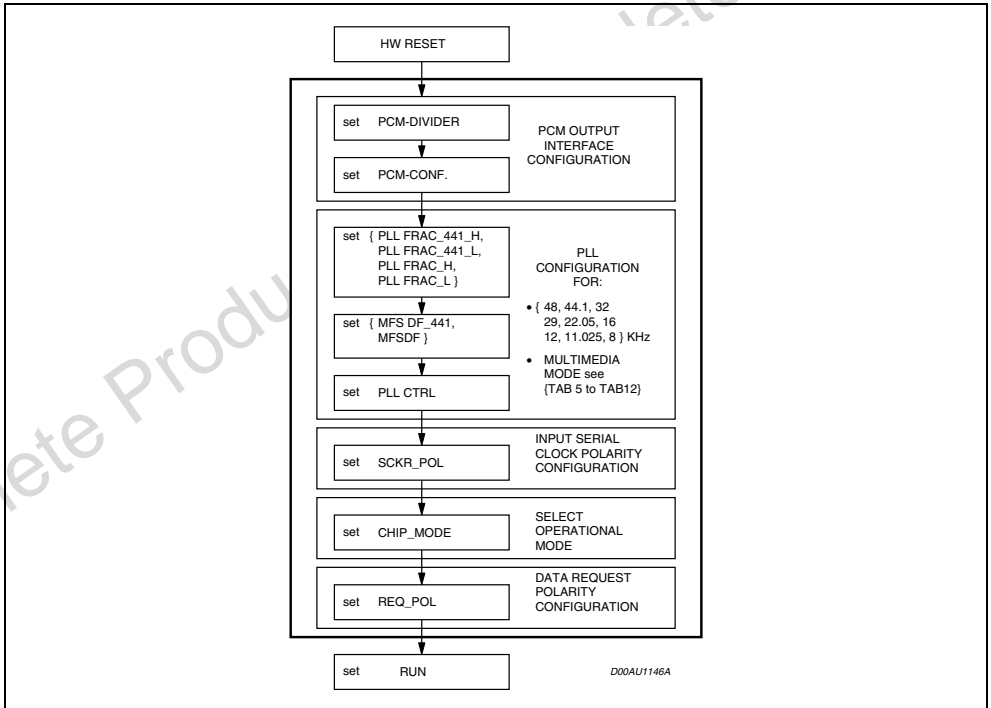 HW RESET
set PCM-DIVIDER
set PCM-CONF.
PCM OUTPUT
INTERFACE
CONFIGURATION
set { PLL FRAC_441_H,
PLL FRAC_441_L,
PLL FRAC_H,
PLL FRAC_L }
set { MFS DF_441,
MFSDF }
set PLL CTRL
PLL
CONFIGURATION
FOR:
• { 48, 44.1, 32
29, 22.05, 16
12, 11.025, 8 } KHz
• MULTIMEDIA
MODE see
{TAB 5 to TAB12}
set SCKR_POL
INPUT SERIAL
CLOCK POLARITY
CONFIGURATION
set CHIP_MODE
SELECT
OPERATIONAL
MODE
set REQ_POL
DATA REQUEST
POLARITY
CONFIGURATION
set RUN
D00AU1146A
lete Produ